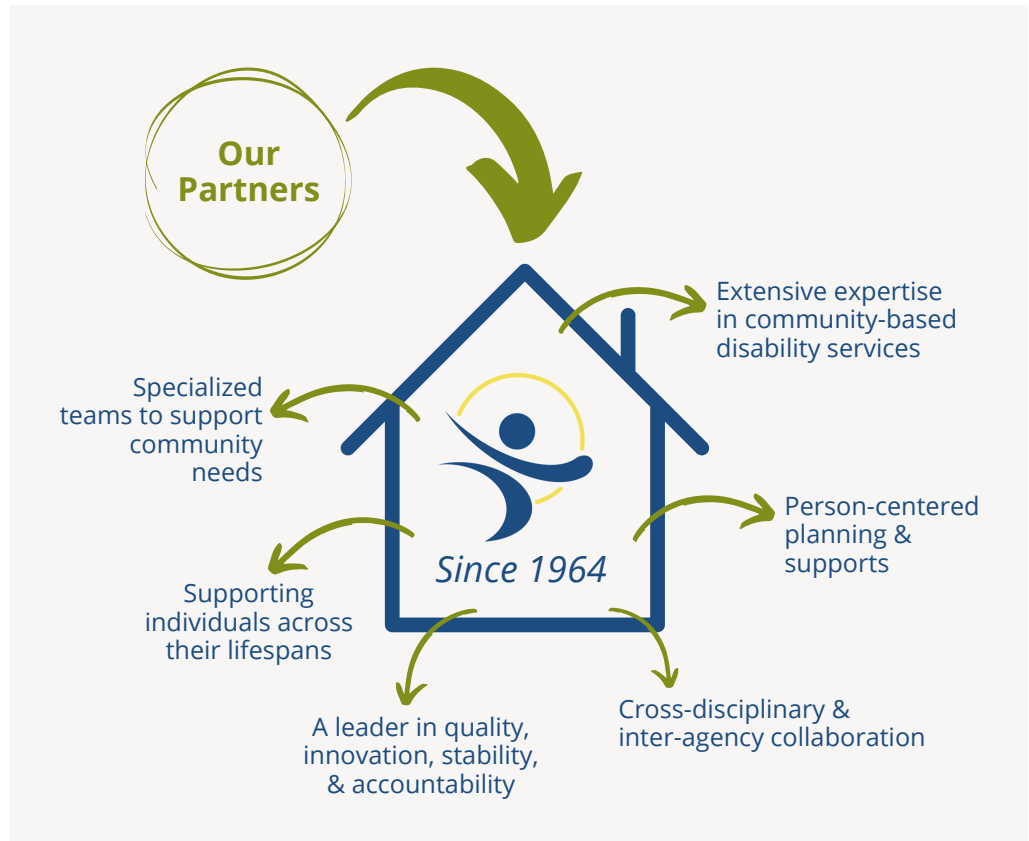 Our
Partners
Extensive expertise
in community-based
disability services
Specialized
teams to support
community
needs
Person-centered
planning &
supports
Since 1964
Supporting
individuals across
their lifespans
A leader in quality,
innovation, stability,
& accountability
Cross-disciplinary &
inter-agency collaboration